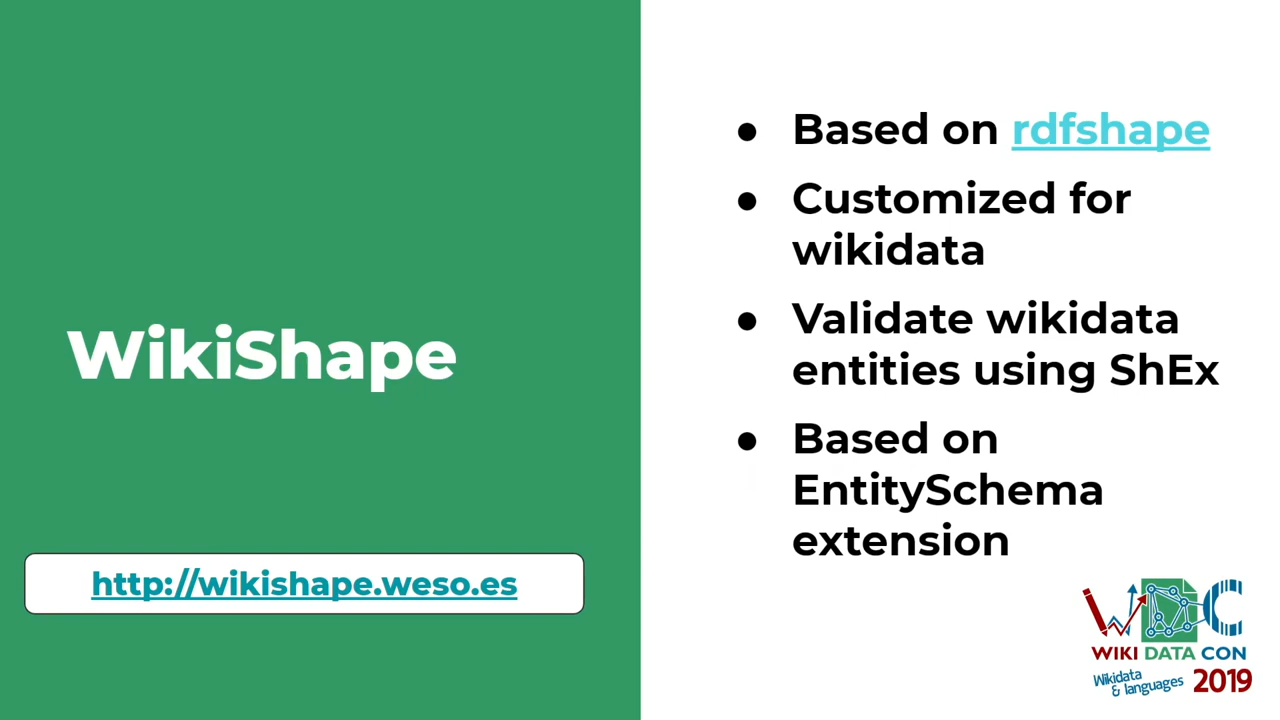 WikiShape
http://wikishape.weso.es
● Based on rdfshape
● Customized for
wikidata
● Validate wikidata
entities using ShEx
● Based on
EntitySchema
extension
WDC
WIKI DATA CON
Wikidata
& languages 2019